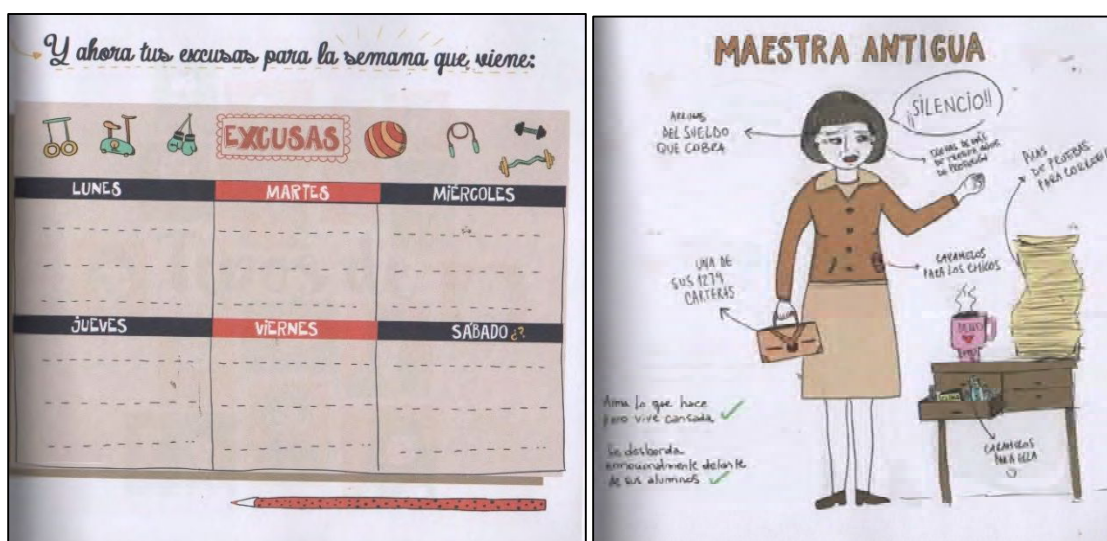 Y ahora tus excusas para la semana que viene:
EXCUSAS
LUNES
MARTES
MIÉRCOLES
JUEVES
VIERNES
SÁBADO ¿?
MAESTRA ANTIGUA
¡¡SILENCIO!!
ARRUGAS
DEL SUELDO
QUE COBRA
DE
PILAS
DE PRUEBAS
PARA CORREGIR
UNA DE
SUS 1279
CARTERAS
CARAMELOS
PARA LOS CHICOS
CARAMELOS
PARA ELLA
Ama lo que hace
pero vive cansada
Se desborda
emocionalmente delante
de sus alumnos